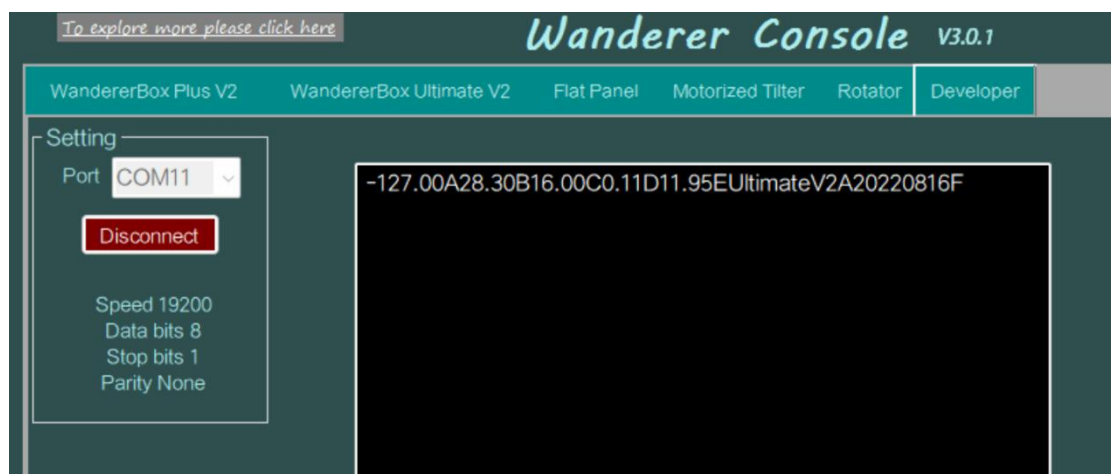 To explore more please click here
Wanderer Console V3.0.1
WandererBox Plus V2 WandererBox Ultimate V2 Flat Panel Motorized Tilter Rotator Developer
Setting
Port COM11
Disconnect
Speed 19200
Data bits 8
Stop bits 1
Parity None
-127.00A28.30B16.00C0.11D11.95EUltimateV2A20220816F